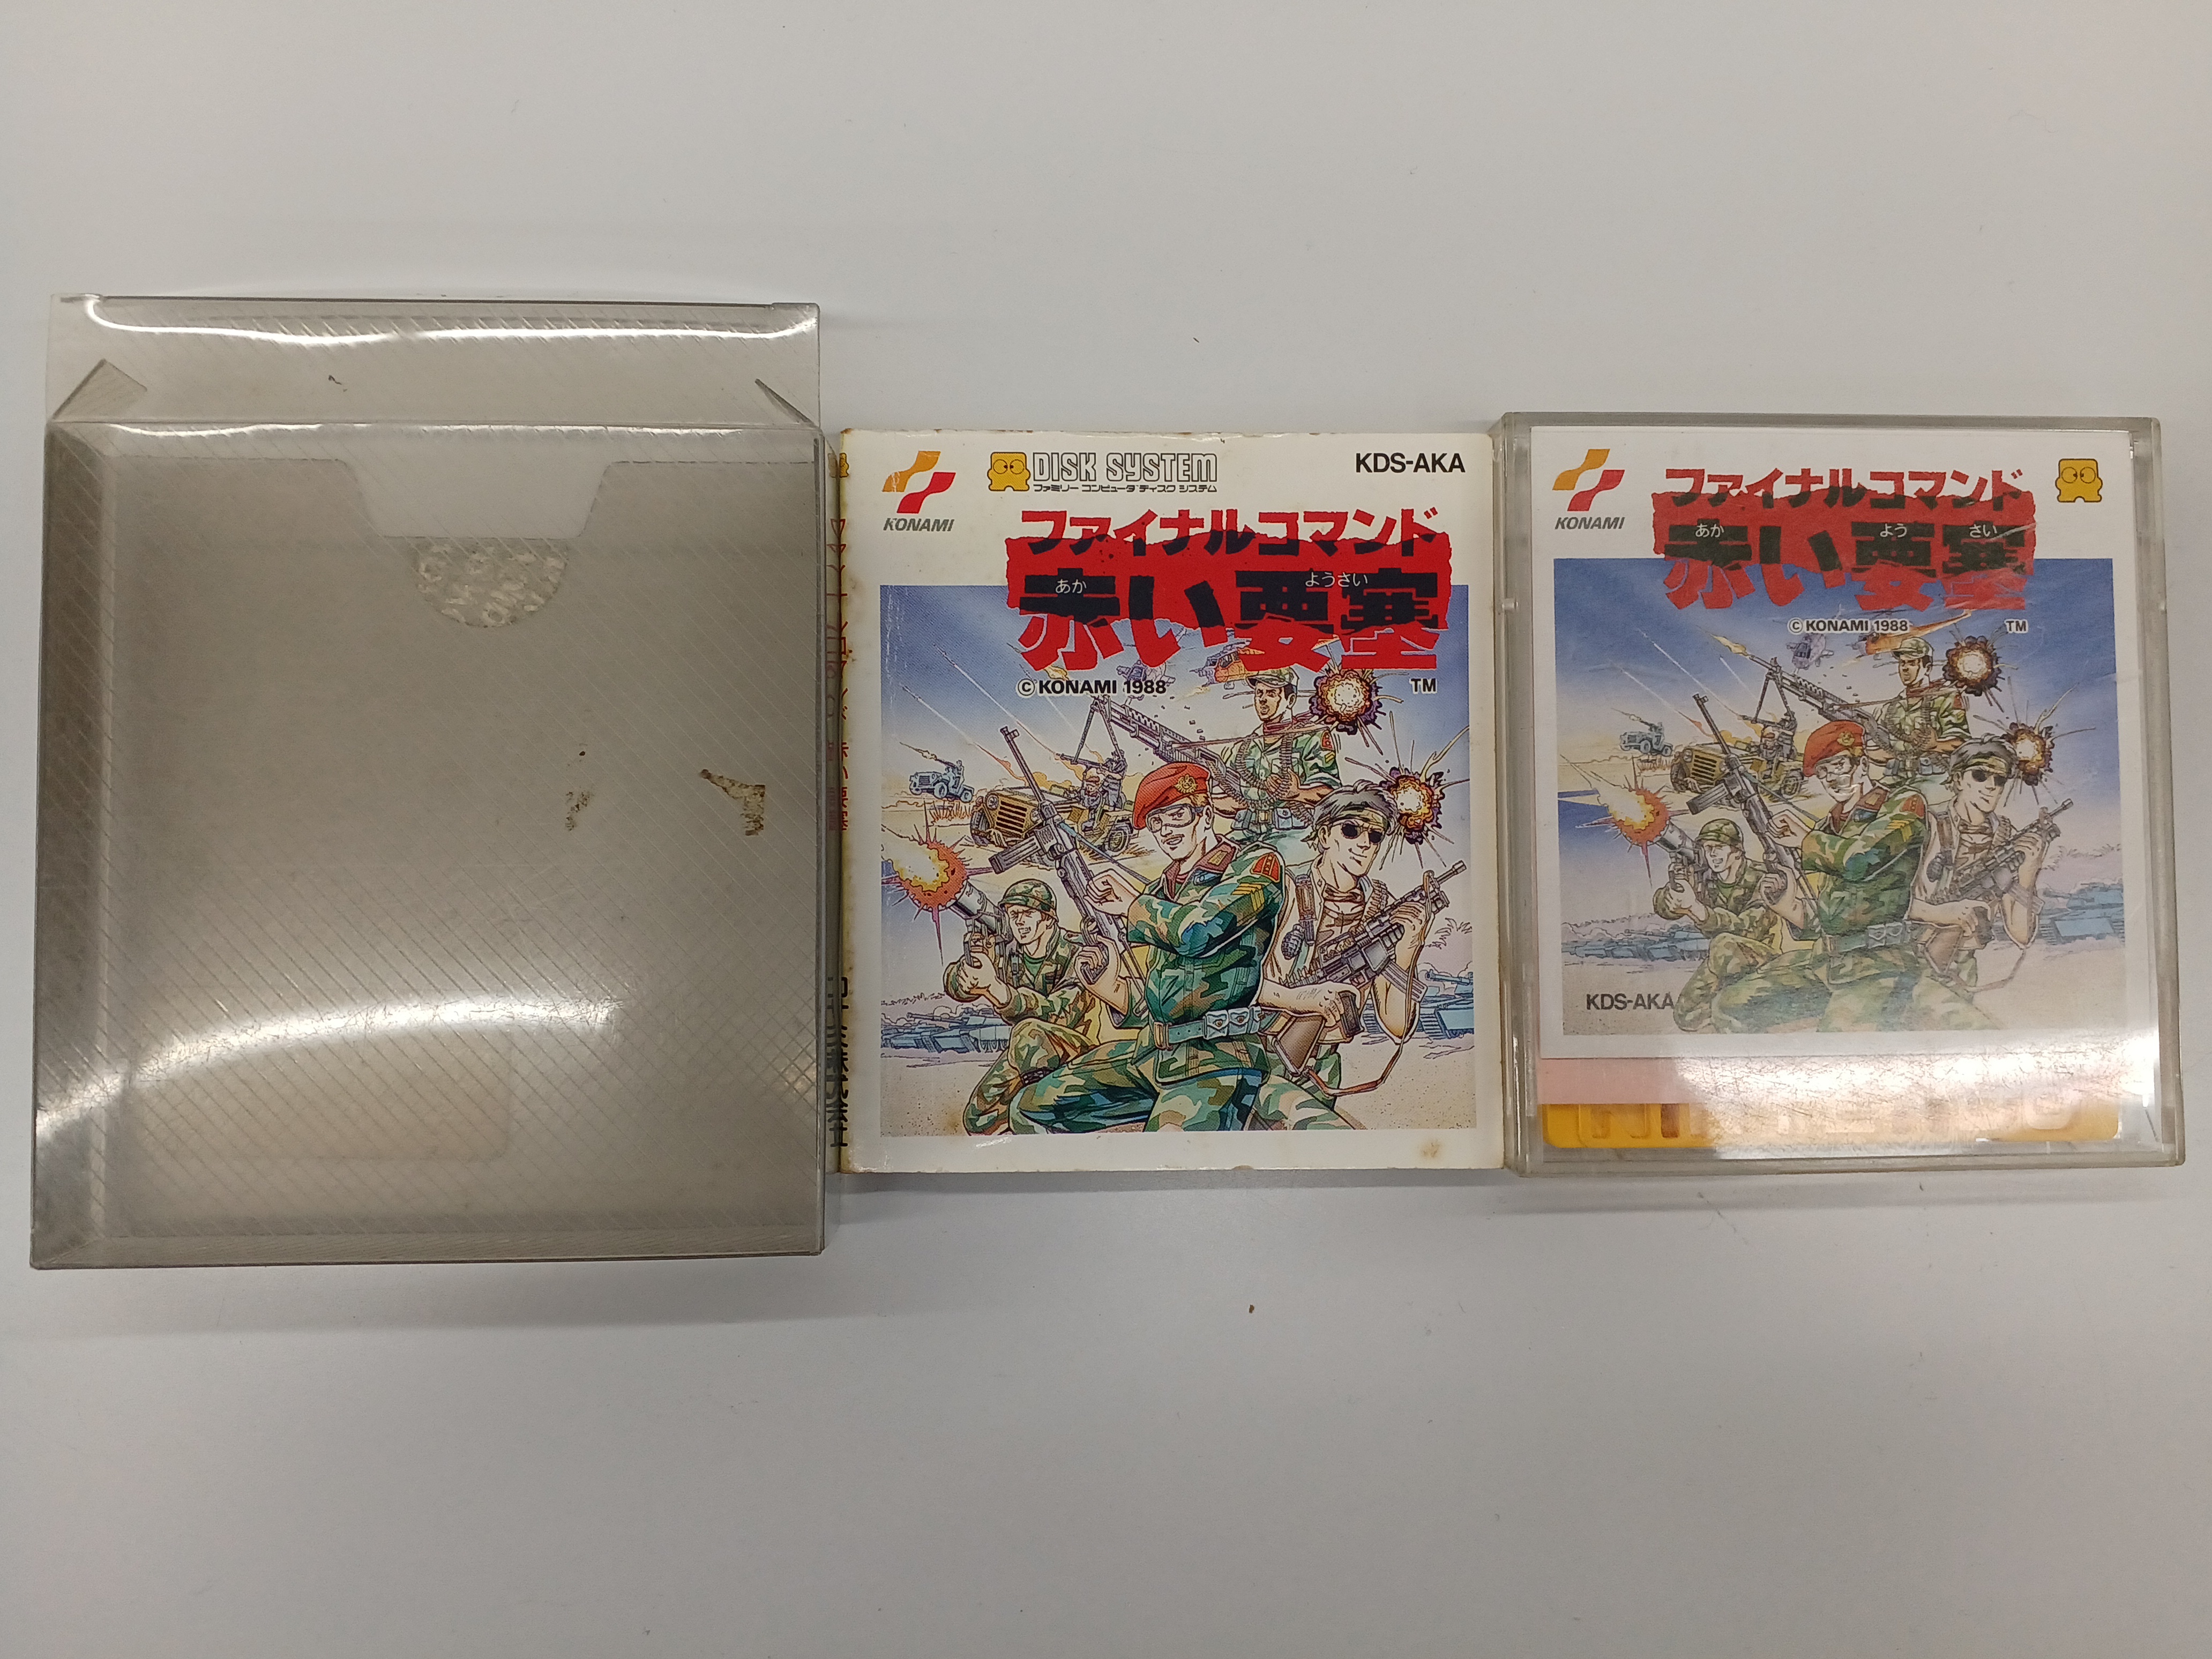 KONAMI
DISK SYSTEM
ファミリー コンピュータ ディスク システム
KDS-AKA
ファイナルコマンド
あか ようさい
赤い要塞
© KONAMI 1988 TM
KONAMI
ファイナルコマンド
あか よう さい
赤い要塞
© KONAMI 1988 TM
KDS-AKA